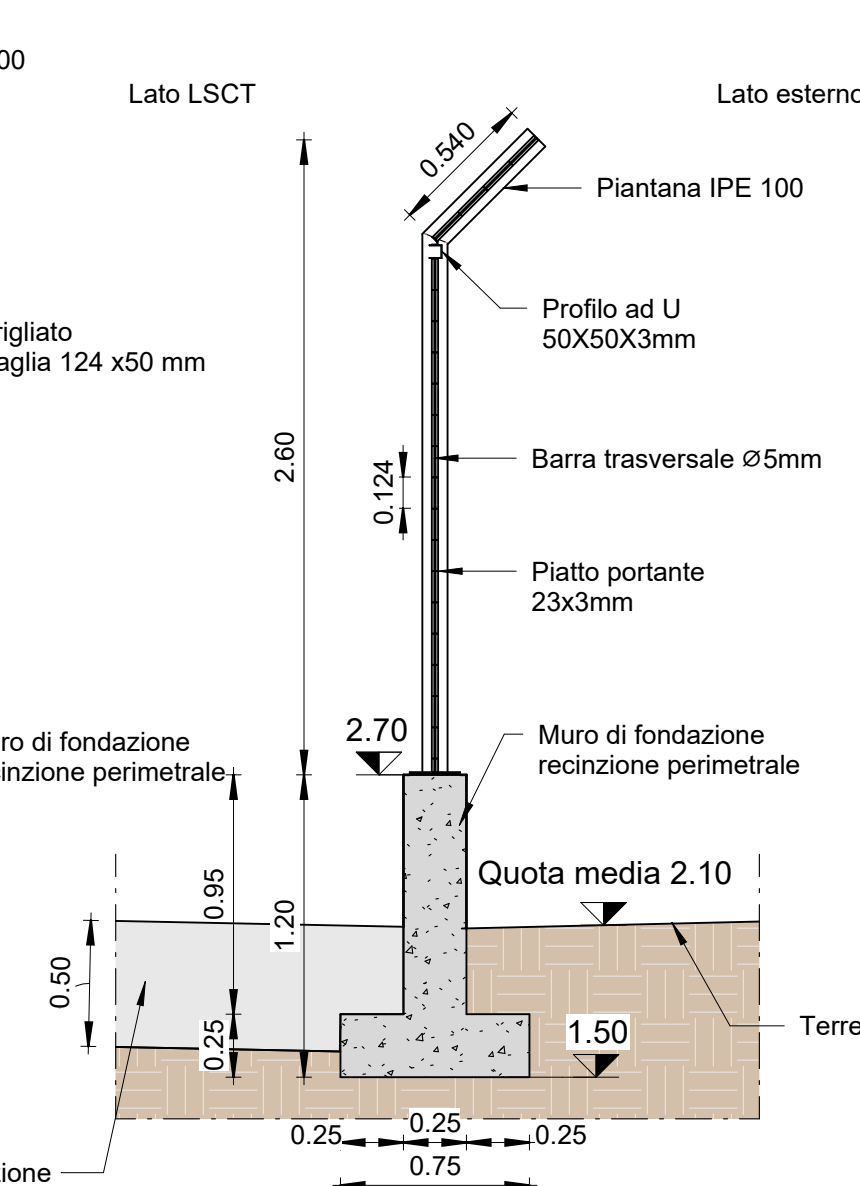 00
Lato LSCT
Lato esterno
0.540
Piantana IPE 100
Profilo ad U
50X50X3mm
rigliato
aglia 124 x50 mm
2.60
0.124
Barra trasversale Ø5mm
Piatto portante
23x3mm
2.70
ro di fondazione
cinzione perimetrale
Muro di fondazione
recinzione perimetrale
0.95
1.20
Quota media 2.10
0.50
0.25
1.50
Terre
0.25
0.25
0.25
0.75
ione